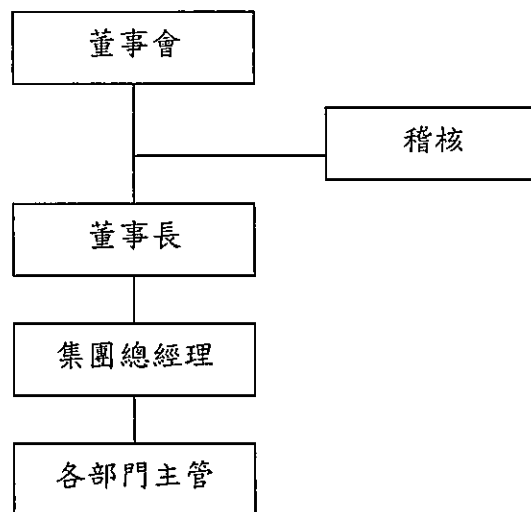 董事會
稽核
董事長
集團總經理
各部門主管